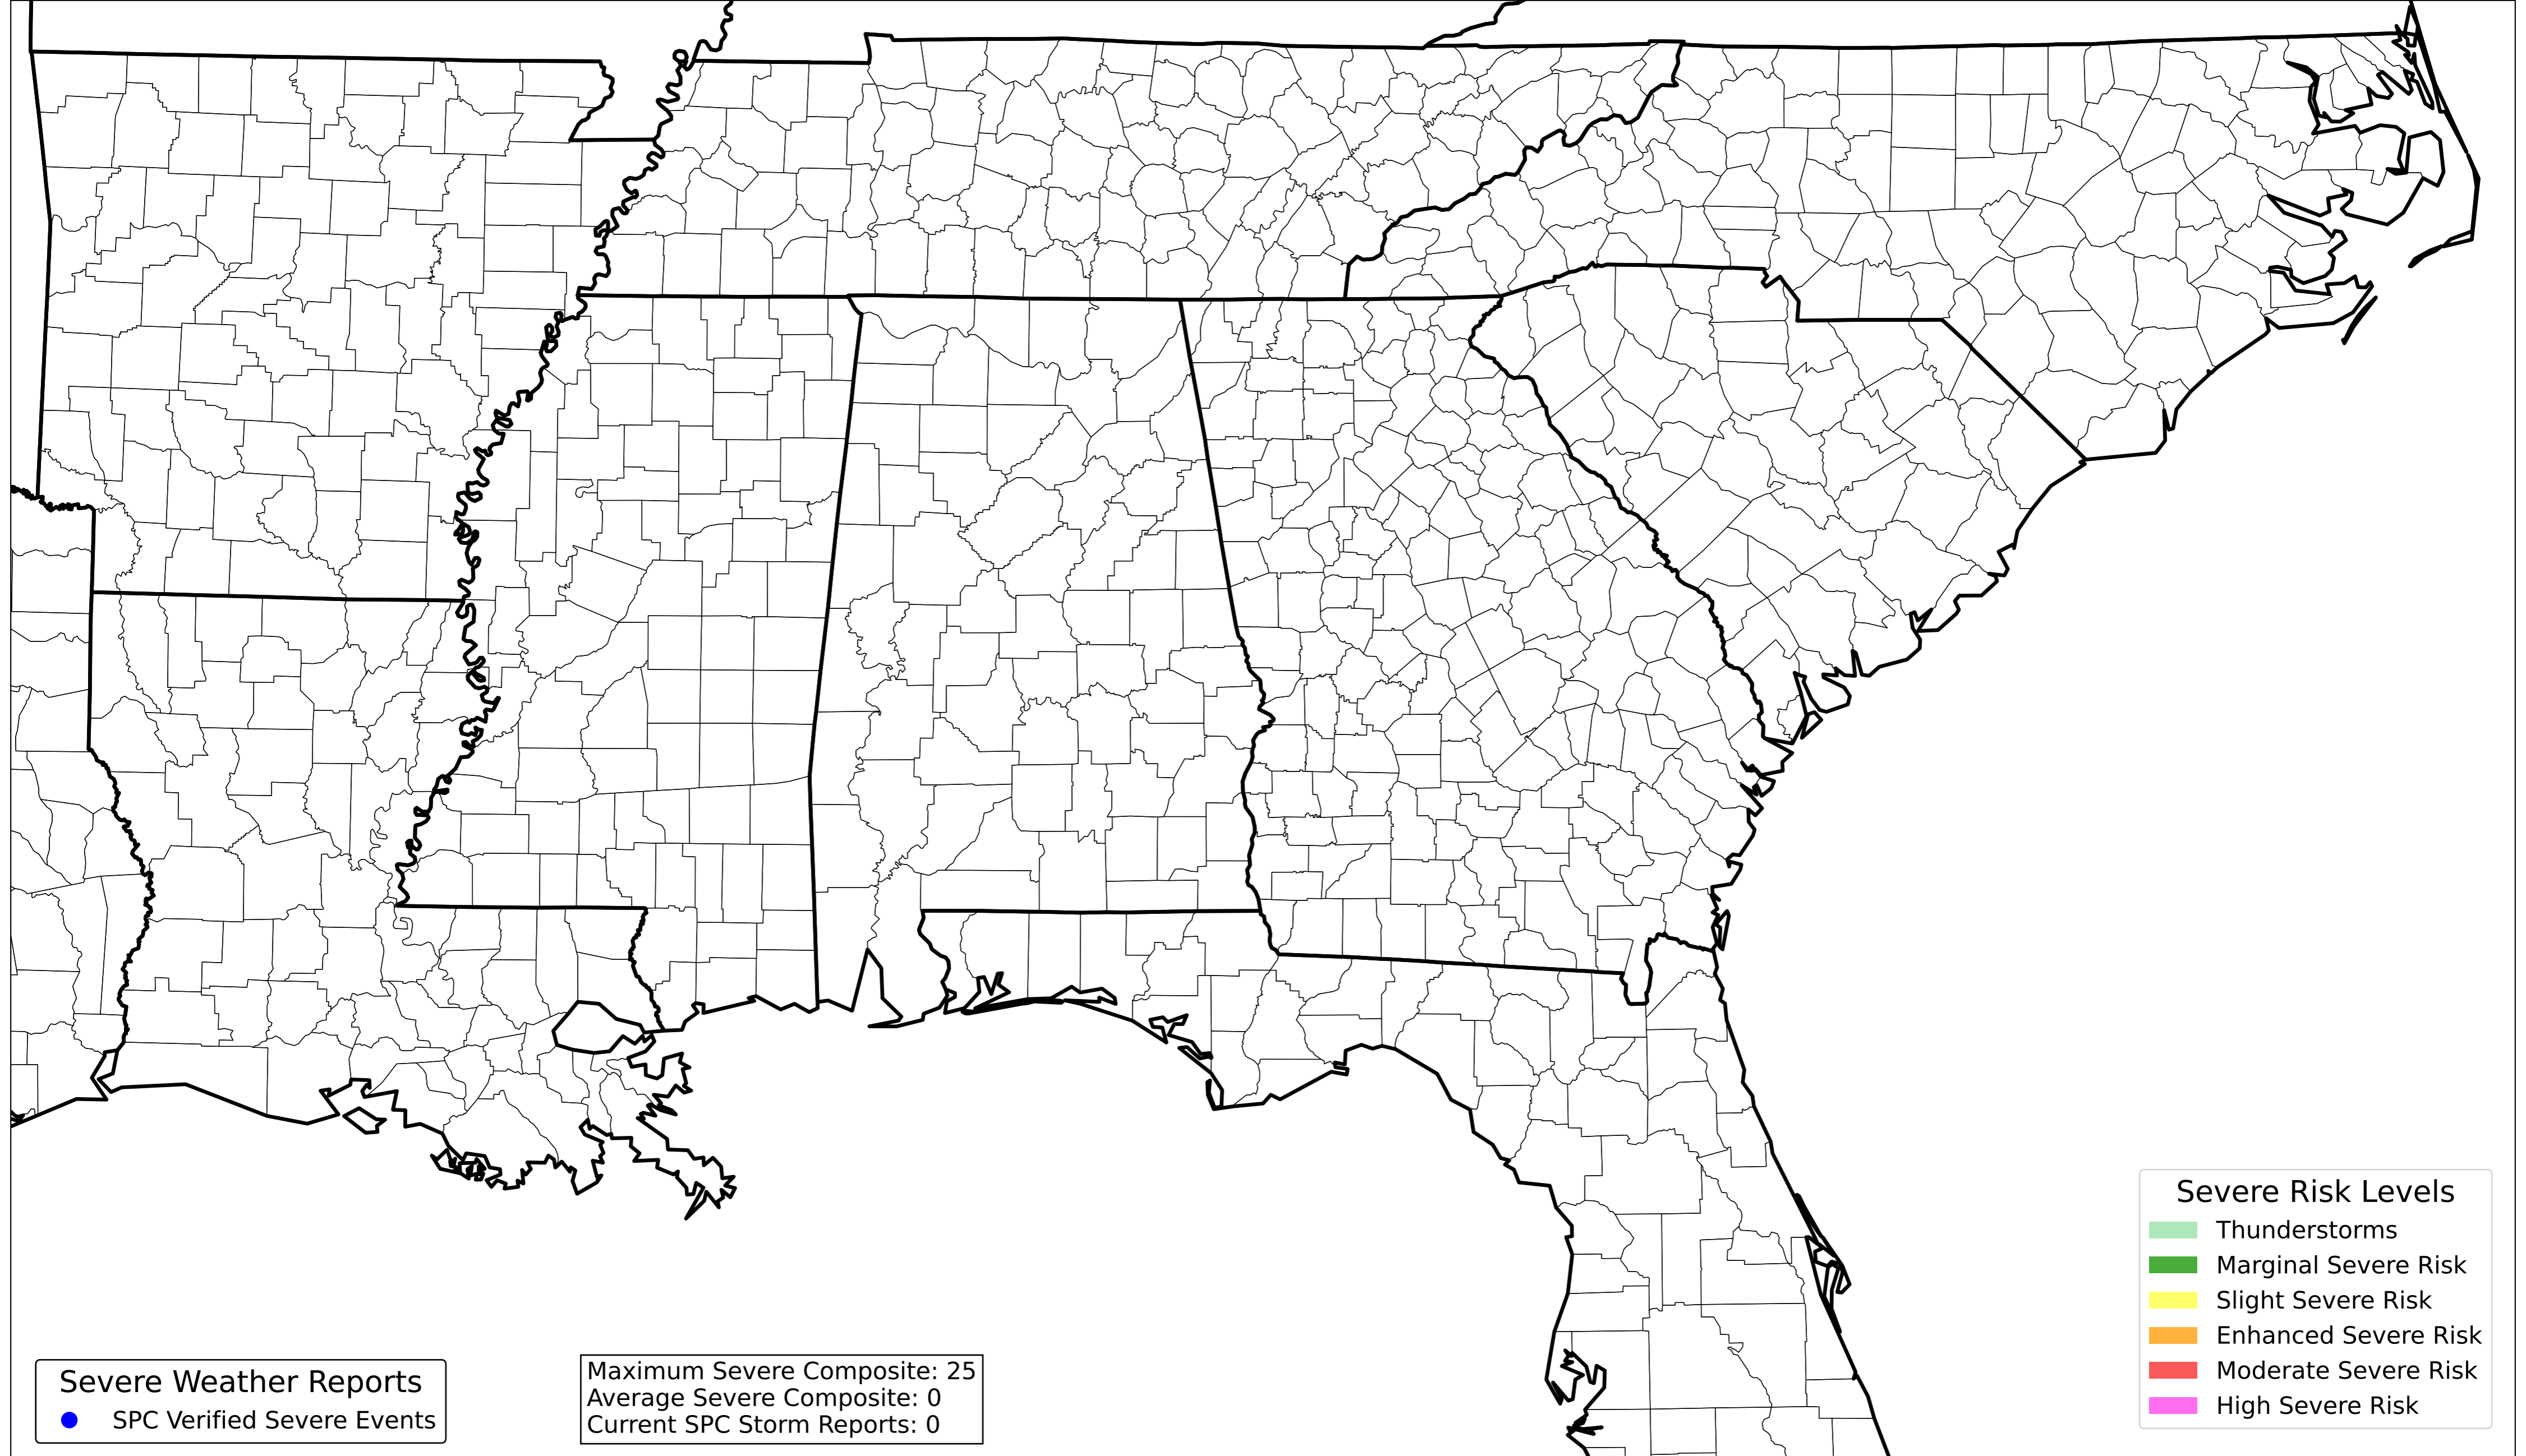 Severe Risk Levels
Thunderstorms
Marginal Severe Risk
Slight Severe Risk
Enhanced Severe Risk
Moderate Severe Risk
High Severe Risk
Severe Weather Reports
SPC Verified Severe Events
Maximum Severe Composite: 25
Average Severe Composite: 0
Current SPC Storm Reports: 0